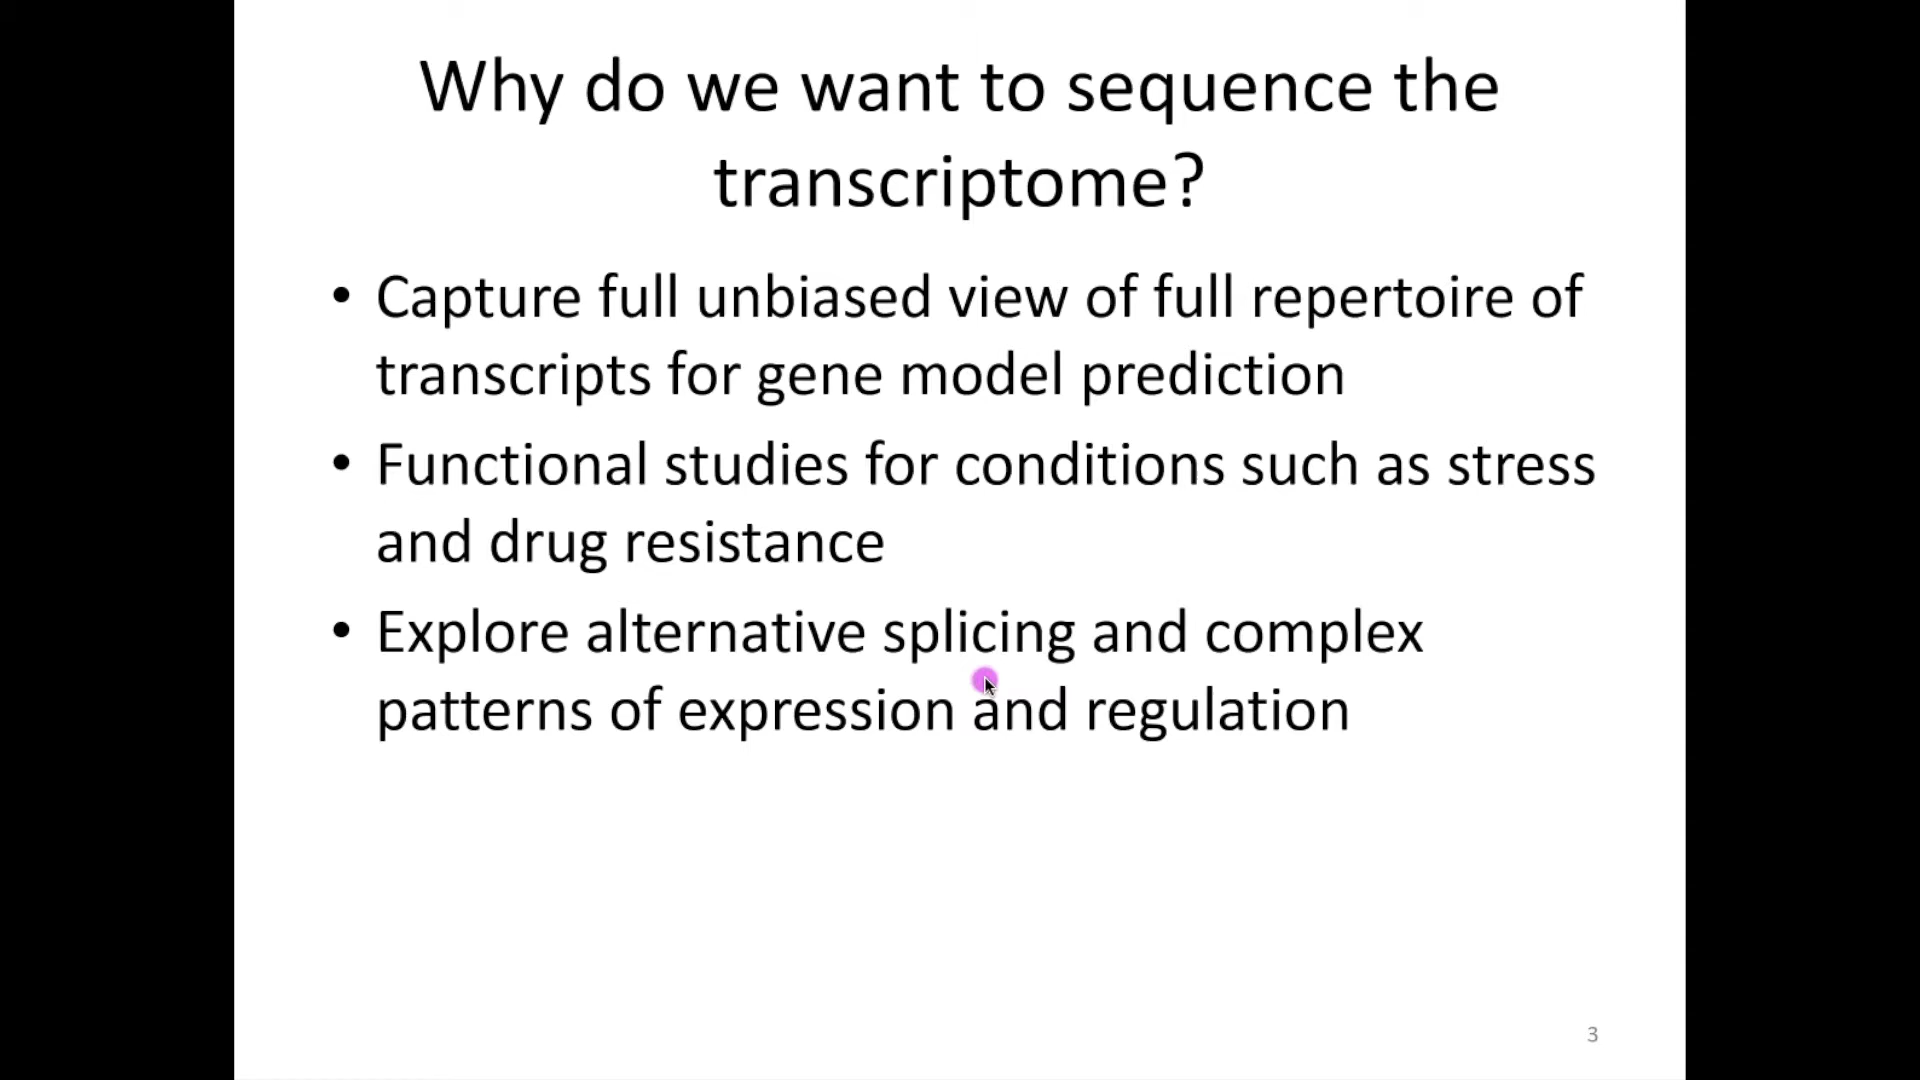 Why do we want to sequence the
transcriptome?
• Capture full unbiased view of full repertoire of
transcripts for gene model prediction
• Functional studies for conditions such as stress
and drug resistance
• Explore alternative splicing and complex
patterns of expression and regulation
3